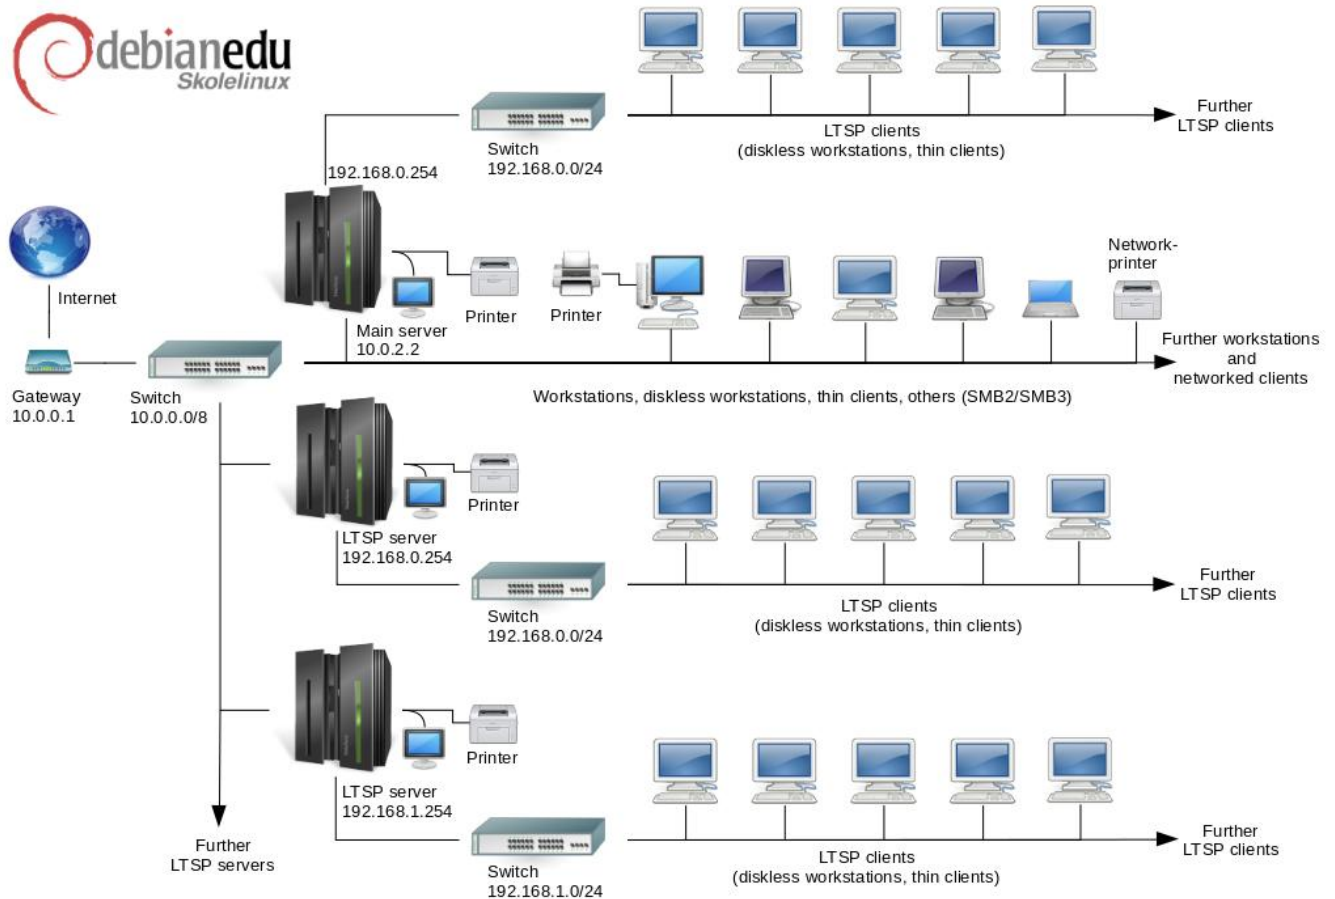 debianedu
Skolelinux
Further
LTSP clients
LTSP clients
(diskless workstations, thin clients)
Switch
192.168.0.0/24
192.168.0.254
Internet
Network-
printer
Printer
Printer
Main server
10.0.2.2
Further workstations
and
networked clients
Gateway
10.0.0.1
Switch
10.0.0.0/8
Workstations, diskless workstations, thin clients, others (SMB2/SMB3)
Printer
LTSP server
192.168.0.254
Switch
192.168.0.0/24
LTSP clients
(diskless workstations, thin clients)
Further
LTSP clients
Printer
LTSP server
192.168.1.254
Further
LTSP servers
Switch
192.168.1.0/24
LTSP clients
(diskless workstations, thin clients)
Further
LTSP clients